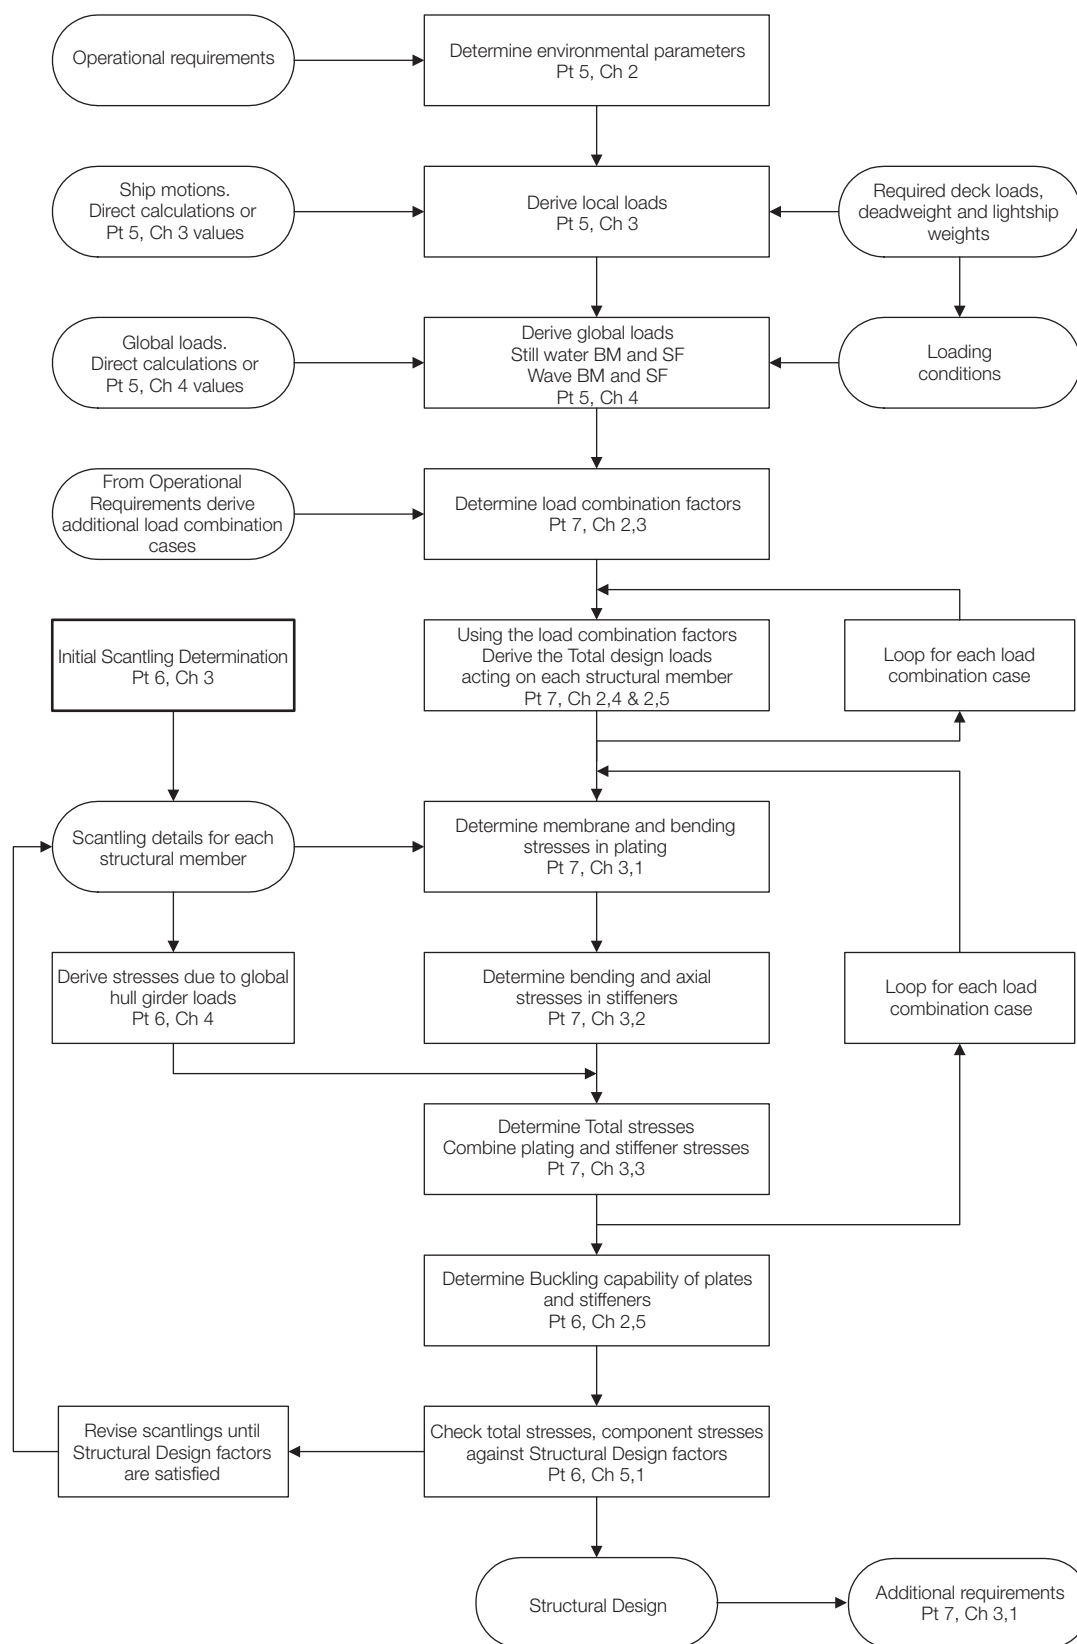 Operational requirements
Determine environmental parameters
Pt 5, Ch 2
Ship motions.
Direct calculations or
Pt 5, Ch 3 values
Derive local loads
Pt 5, Ch 3
Required deck loads,
deadweight and lightship
weights
Global loads.
Direct calculations or
Pt 5, Ch 4 values
Derive global loads
Still water BM and SF
Wave BM and SF
Pt 5, Ch 4
Loading
conditions
From Operational
Requirements derive
additional load combination
cases
Determine load combination factors
Pt 7, Ch 2,3
Initial Scantling Determination
Pt 6, Ch 3
Using the load combination factors
Derive the Total design loads
acting on each structural member
Pt 7, Ch 2,4 & 2,5
Loop for each load
combination case
Scantling details for each
structural member
Determine membrane and bending
stresses in plating
Pt 7, Ch 3,1
Derive stresses due to global
hull girder loads
Pt 6, Ch 4
Determine bending and axial
stresses in stiffeners
Pt 7, Ch 3,2
Loop for each load
combination case
Determine Total stresses
Combine plating and stiffener stresses
Pt 7, Ch 3,3
Determine Buckling capability of plates
and stiffeners
Pt 6, Ch 2,5
Revise scantlings until
Structural Design factors
are satisfied
Check total stresses, component stresses
against Structural Design factors
Pt 6, Ch 5,1
Structural Design
Additional requirements
Pt 7, Ch 3,1